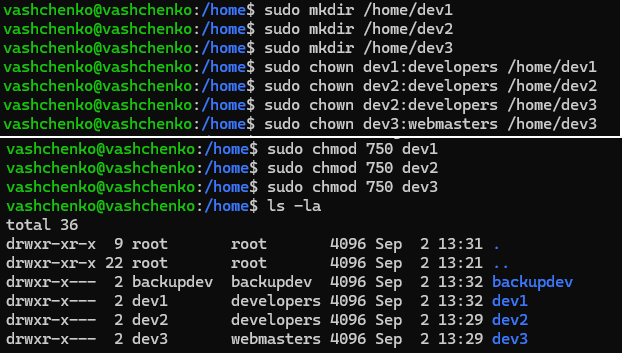 vashchenko@vashchenko:/home$ sudo mkdir /home/dev1
vashchenko@vashchenko:/home$ sudo mkdir /home/dev2
vashchenko@vashchenko:/home$ sudo mkdir /home/dev3
vashchenko@vashchenko:/home$ sudo chown dev1:developers /home/dev1
vashchenko@vashchenko:/home$ sudo chown dev2:developers /home/dev2
vashchenko@vashchenko:/home$ sudo chown dev2:developers /home/dev3
vashchenko@vashchenko:/home$ sudo chown dev3:webmasters /home/dev3
vashchenko@vashchenko:/home$ sudo chmod 750 dev1
vashchenko@vashchenko:/home$ sudo chmod 750 dev2
vashchenko@vashchenko:/home$ sudo chmod 750 dev3
vashchenko@vashchenko:/home$ ls -la
total 36
drwxr-xr-x  9 root      root       4096 Sep  2 13:31 .
drwxr-xr-x 22 root      root       4096 Sep  2 13:21 ..
drwxr-x---  2 backupdev backupdev  4096 Sep  2 13:32 backupdev
drwxr-x---  2 dev1      developers 4096 Sep  2 13:32 dev1
drwxr-x---  2 dev2      developers 4096 Sep  2 13:29 dev2
drwxr-x---  2 dev3      webmasters 4096 Sep  2 13:29 dev3